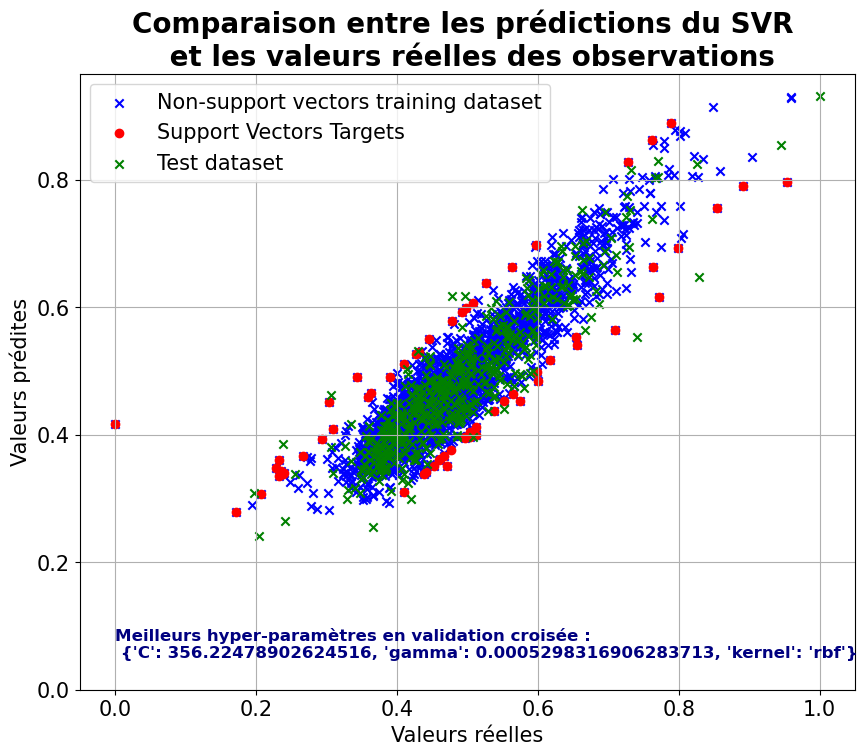 Comparaison entre les prédictions du SVR
et les valeurs réelles des observations
Non-support vectors training dataset
Support Vectors Targets
Test dataset
Valeurs prédites
0.8
0.6
0.4
0.2
0.0
Meilleurs hyper-paramètres en validation croisée :
{'C': 356.22478902624516, 'gamma': 0.0005298316906283713, 'kernel': 'rbf'}
0.0 0.2 0.4 0.6 0.8 1.0
Valeurs réelles